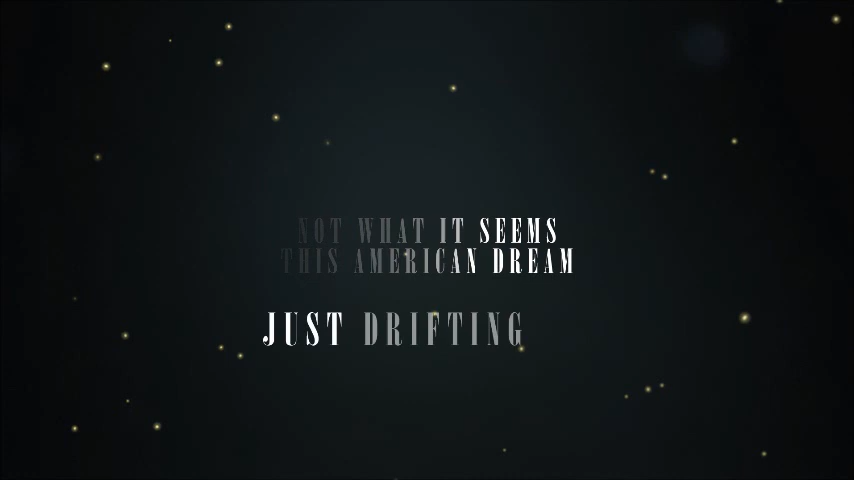 NOT WHAT IT SEEMS
THIS AMERICAN DREAM
JUST DRIFTING